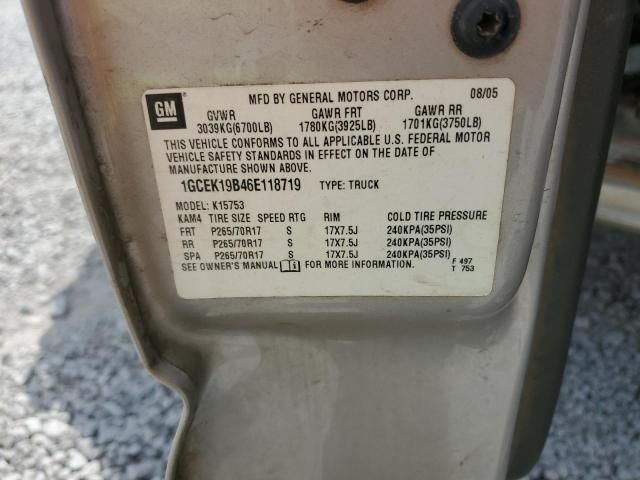 GM
MFD BY GENERAL MOTORS CORP. 08/05
GVWR GAWR FRT GAWR RR
3039KG(6700LB) 1780KG(3925LB) 1701KG(3750LB)
THIS VEHICLE CONFORMS TO ALL APPLICABLE U.S. FEDERAL MOTOR
VEHICLE SAFETY STANDARDS IN EFFECT ON THE DATE OF
MANUFACTURE SHOWN ABOVE.
1GCEK19B46E118719 TYPE: TRUCK
MODEL: K15753
KAM4 TIRE SIZE SPEED RTG RIM COLD TIRE PRESSURE
FRT P265/70R17 S 17X7.5J 240KPA(35PSI)
RR P265/70R17 S 17X7.5J 240KPA(35PSI)
SPA P265/70R17 S 17X7.5J 240KPA(35PSI)
SEE OWNER'S MANUAL FOR MORE INFORMATION. F 497
T 753